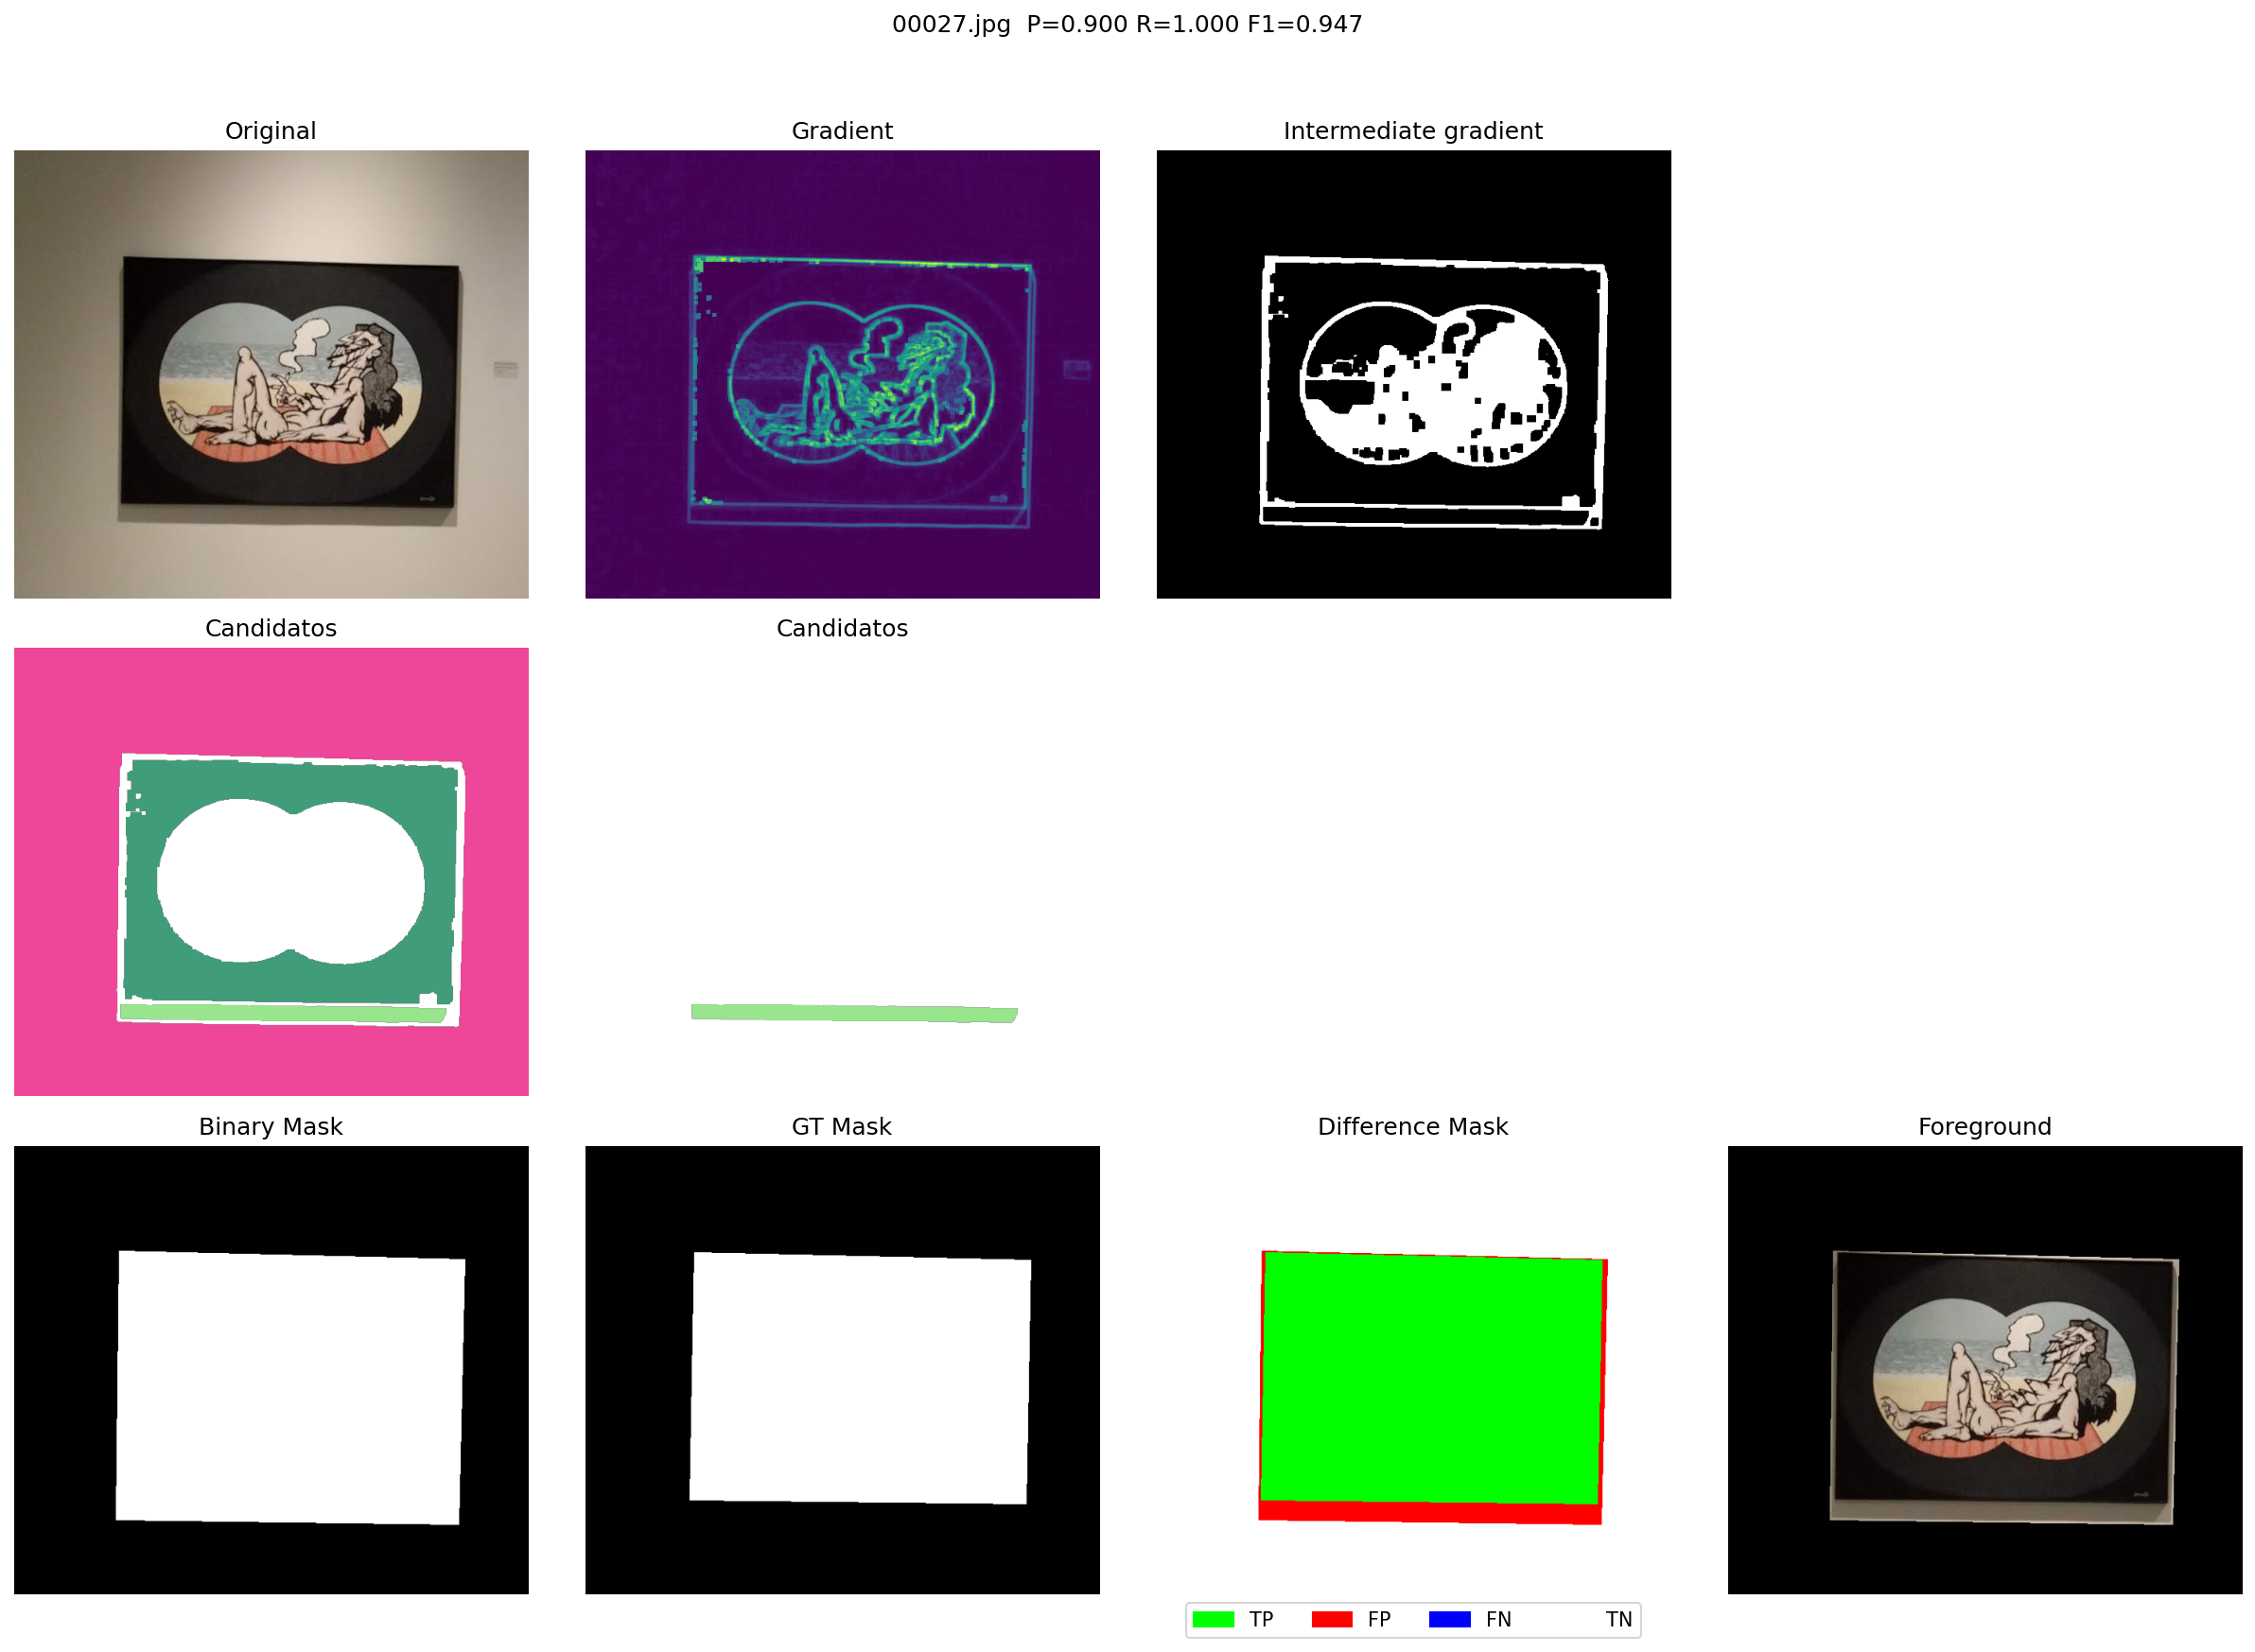 00027.jpg  P=0.900 R=1.000 F1=0.947
Original
Gradient
Intermediate gradient
Candidatos
Candidatos
Binary Mask
GT Mask
Difference Mask
Foreground
TP
FP
FN
TN